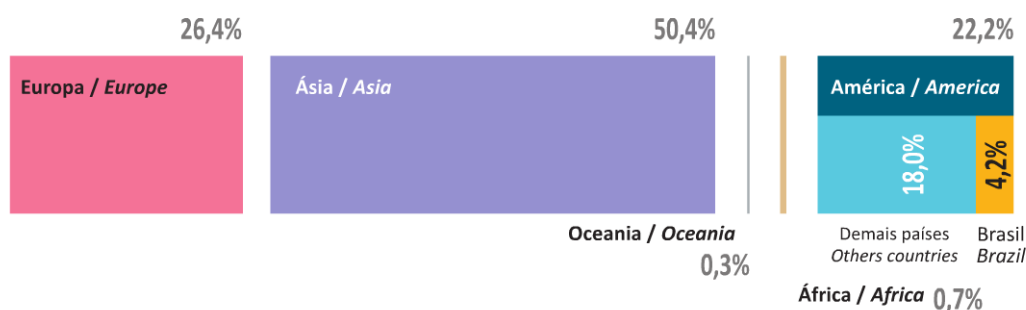 26,4%
50,4%
22,2%
Europa / Europe
Ásia / Asia
América / America
18,0%
4,2%
Oceania / Oceania
0,3%
Demais países
Others countries
Brasil
Brazil
África / Africa 0,7%